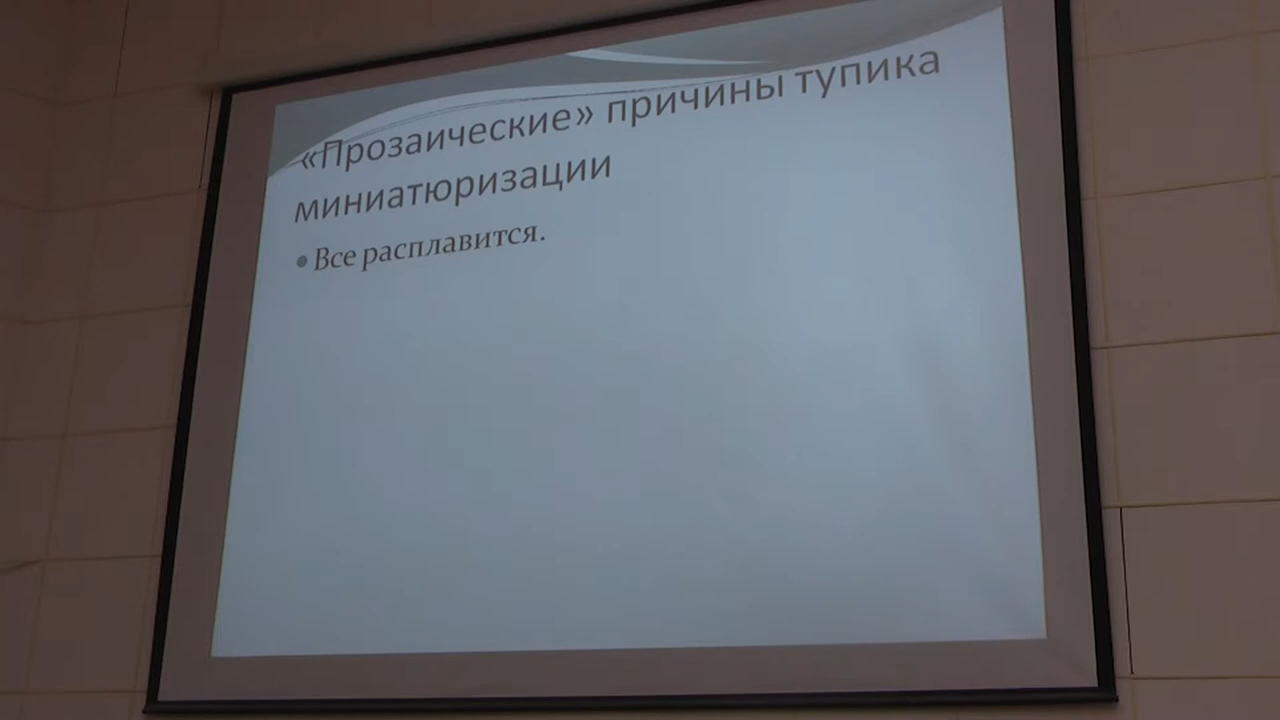 «Прозаические» причины тупика
миниатюризации
• Все расплавится.